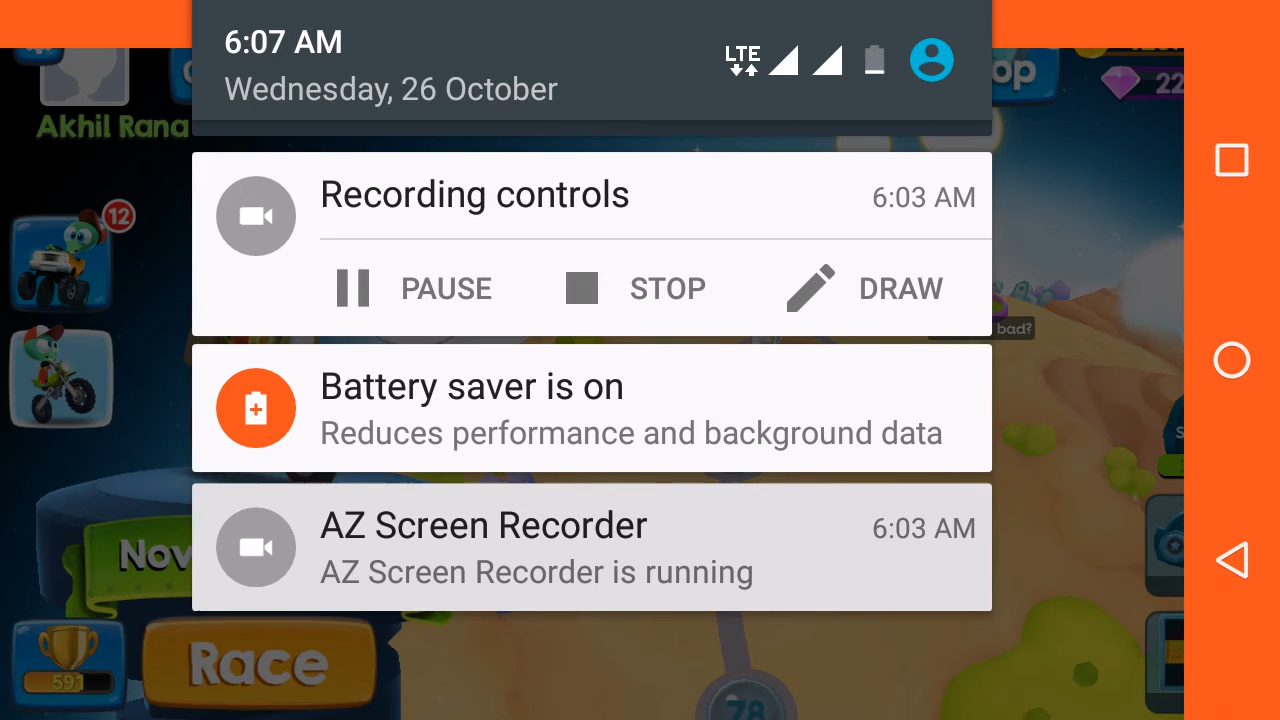 6:07 AM
LTE
Wednesday, 26 October
op
22
Akhil Rana
12
Recording controls
6:03 AM
PAUSE
STOP
DRAW
bad?
Battery saver is on
Reduces performance and background data
AZ Screen Recorder
6:03 AM
AZ Screen Recorder is running
Nov
591
Race
78